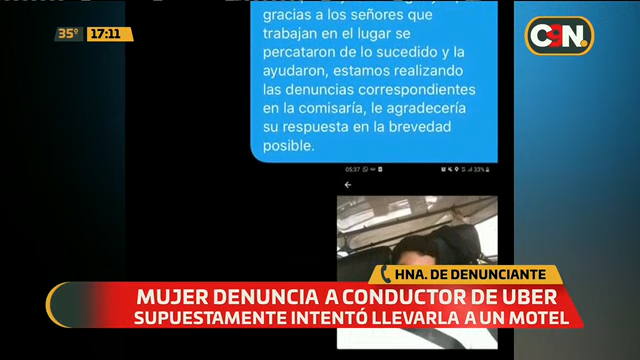 35°
17:11
C9N.
gracias a los señores que
trabajan en el lugar se
percataron de lo sucedido y la
ayudaron, estamos realizando
las denuncias correspondientes
en la comisaría, le agradecería
su respuesta en la brevedad
posible.
05:37
33%
HNA. DE DENUNCIANTE
MUJER DENUNCIA A CONDUCTOR DE UBER
SUPUESTAMENTE INTENTÓ LLEVARLA A UN MOTEL